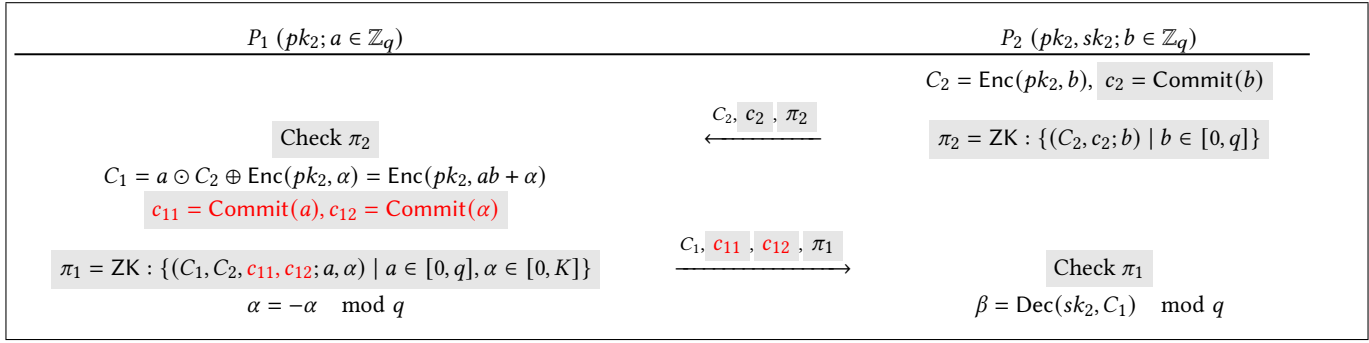 P₁ (pk₂; a ∈ ℤ_q)
P₂ (pk₂, sk₂; b ∈ ℤ_q)
C₂ = Enc(pk₂, b), c₂ = Commit(b)
C₂, c₂ , π₂
Check π₂
π₂ = ZK : {(C₂, c₂; b) | b ∈ [0, q]}
C₁ = a ⊙ C₂ ⊕ Enc(pk₂, α) = Enc(pk₂, ab + α)
c₁₁ = Commit(a), c₁₂ = Commit(α)
C₁, c₁₁ , c₁₂ , π₁
π₁ = ZK : {(C₁, C₂, c₁₁, c₁₂; a, α) | a ∈ [0, q], α ∈ [0, K]}
Check π₁
α = −α mod q
β = Dec(sk₂, C₁) mod q